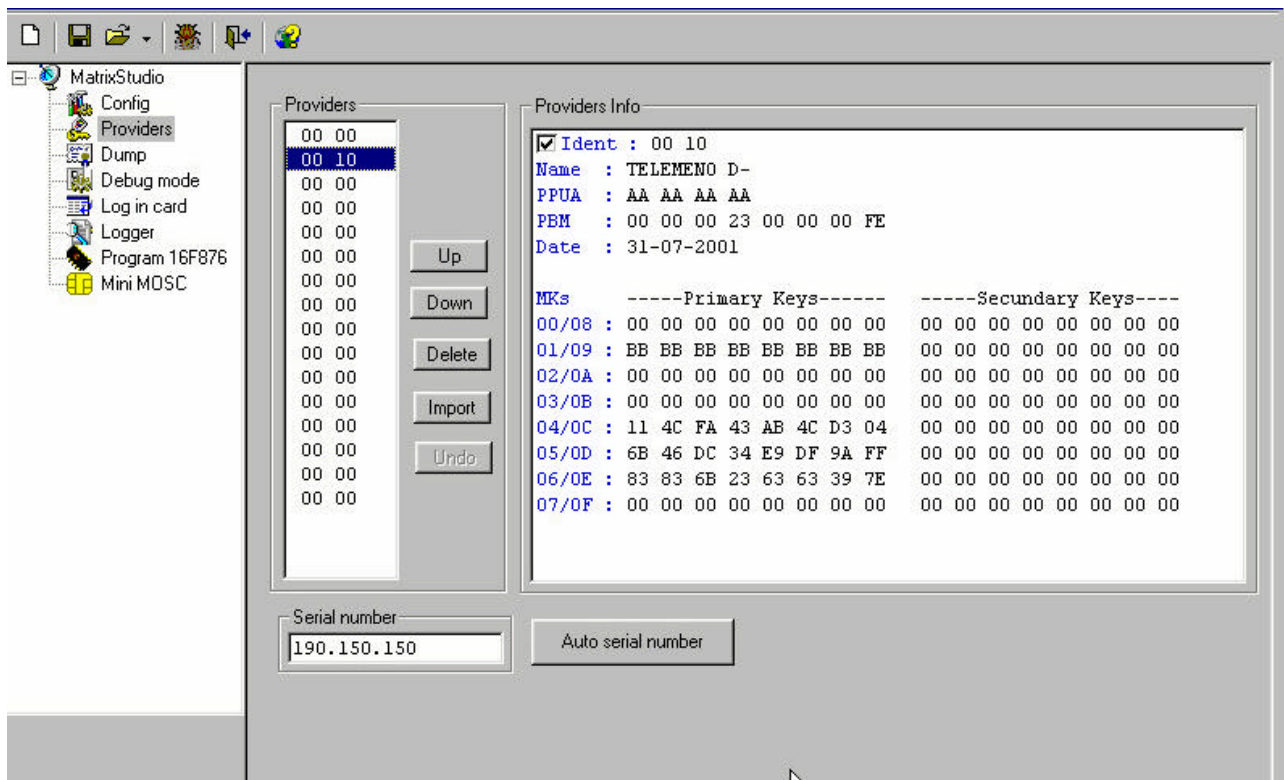 MatrixStudio
Config
Providers
Dump
Debug mode
Log in card
Logger
Program 16F876
Mini MOSC
Providers
00 00
00 10
00 00
00 00
00 00
00 00
00 00
00 00
00 00
00 00
00 00
00 00
00 00
00 00
00 00
00 00
Up
Down
Delete
Import
Undo
Providers Info
Ident : 00 10
Name : TELEMENO D-
PPUA : AA AA AA AA
PBM : 00 00 00 23 00 00 00 FE
Date : 31-07-2001
MKs -----Primary Keys------ -----Secundary Keys----
00/08 : 00 00 00 00 00 00 00 00 00 00 00 00 00 00 00 00
01/09 : BB BB BB BB BB BB BB BB 00 00 00 00 00 00 00 00
02/0A : 00 00 00 00 00 00 00 00 00 00 00 00 00 00 00 00
03/0B : 00 00 00 00 00 00 00 00 00 00 00 00 00 00 00 00
04/0C : 11 4C FA 43 AB 4C D3 04 00 00 00 00 00 00 00 00
05/0D : 6B 46 DC 34 E9 DF 9A FF 00 00 00 00 00 00 00 00
06/0E : 83 83 6B 23 63 63 39 7E 00 00 00 00 00 00 00 00
07/0F : 00 00 00 00 00 00 00 00 00 00 00 00 00 00 00 00
Serial number
190.150.150
Auto serial number